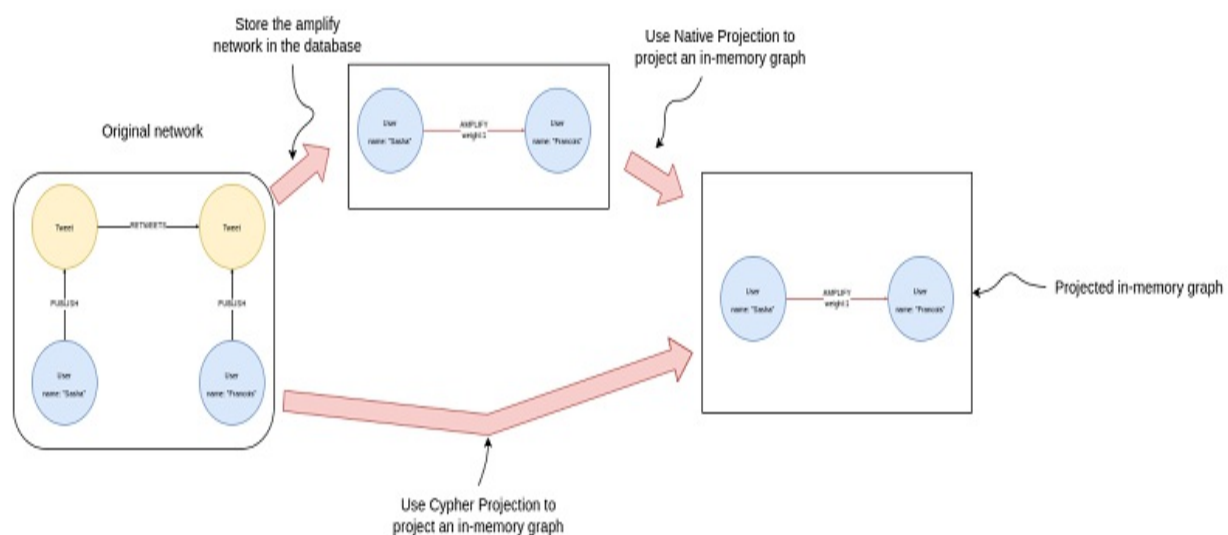 Store the amplify
network in the database
Use Native Projection to
project an in-memory graph
Original network
User
name: "Sasha"
AMPLIFY
weight:1
User
name: "Francois"
Tweet
RETWEETS
Tweet
PUBLISH
PUBLISH
User
name: "Sasha"
User
name: "Francois"
User
name: "Sasha"
AMPLIFY
weight:1
User
name: "Francois"
Projected in-memory graph
Use Cypher Projection to
project an in-memory graph